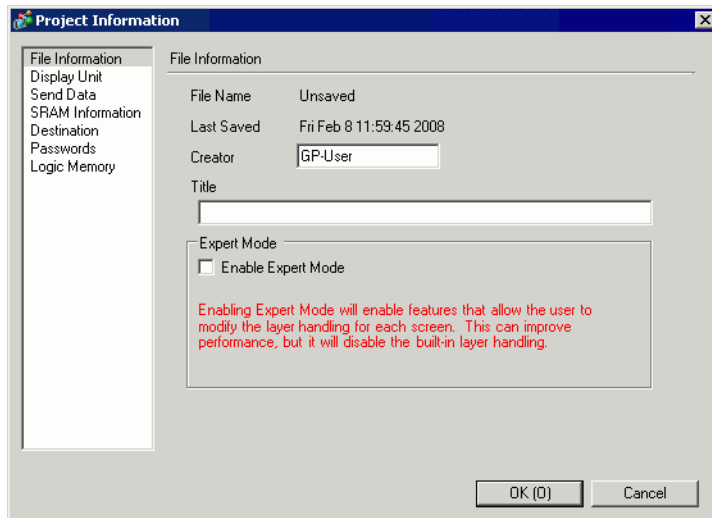 Project Information
File Information
Display Unit
Send Data
SRAM Information
Destination
Passwords
Logic Memory
File Information
File Name Unsaved
Last Saved Fri Feb 8 11:59:45 2008
Creator GP-User
Title
Expert Mode
Enable Expert Mode
Enabling Expert Mode will enable features that allow the user to
modify the layer handling for each screen. This can improve
performance, but it will disable the built-in layer handling.
OK (O) Cancel